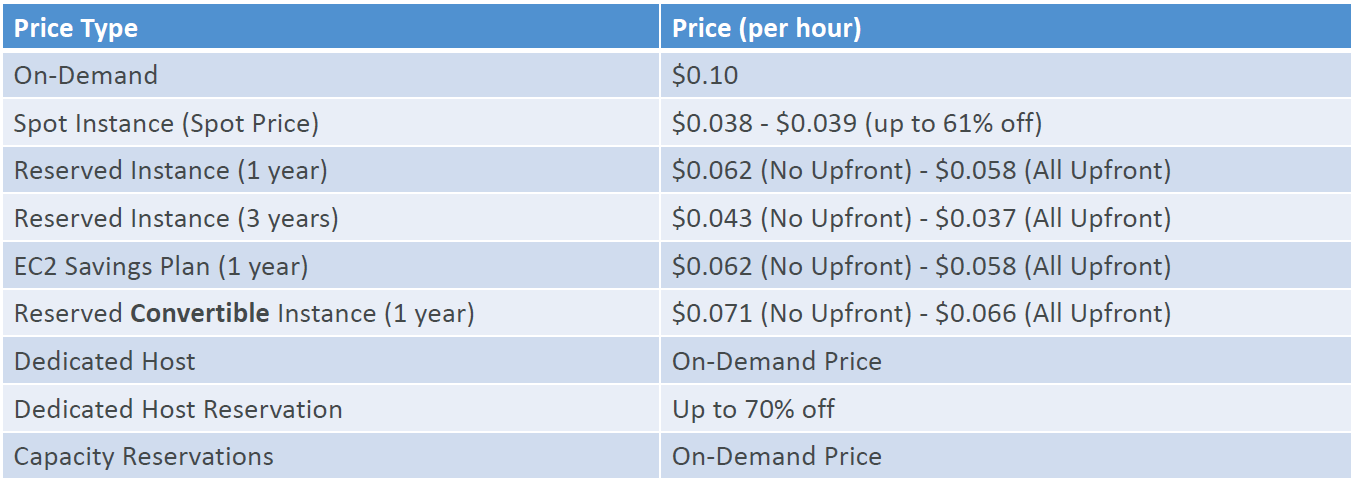 Price Type Price (per hour)
On-Demand $0.10
Spot Instance (Spot Price) $0.038 - $0.039 (up to 61% off)
Reserved Instance (1 year) $0.062 (No Upfront) - $0.058 (All Upfront)
Reserved Instance (3 years) $0.043 (No Upfront) - $0.037 (All Upfront)
EC2 Savings Plan (1 year) $0.062 (No Upfront) - $0.058 (All Upfront)
Reserved Convertible Instance (1 year) $0.071 (No Upfront) - $0.066 (All Upfront)
Dedicated Host On-Demand Price
Dedicated Host Reservation Up to 70% off
Capacity Reservations On-Demand Price